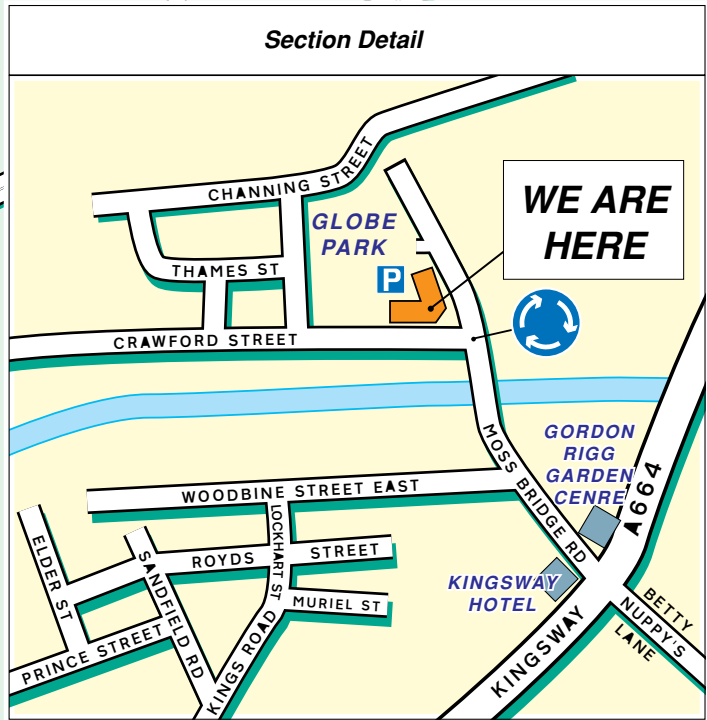 Section Detail
CHANNING STREET
GLOBE
PARK
WE ARE
HERE
THAMES ST
P
CRAWFORD STREET
MOSS BRIDGE RD
GORDON
RIGG
GARDEN
CENRE
A664
WOODBINE STREET EAST
LOCKHART ST
ELDER ST
SANDFIELD RD
ROYDS STREET
KINGSWAY
HOTEL
MURIEL ST
BETTY
NUPPY'S
LANE
PRINCE STREET
KINGS ROAD
KINGSWAY